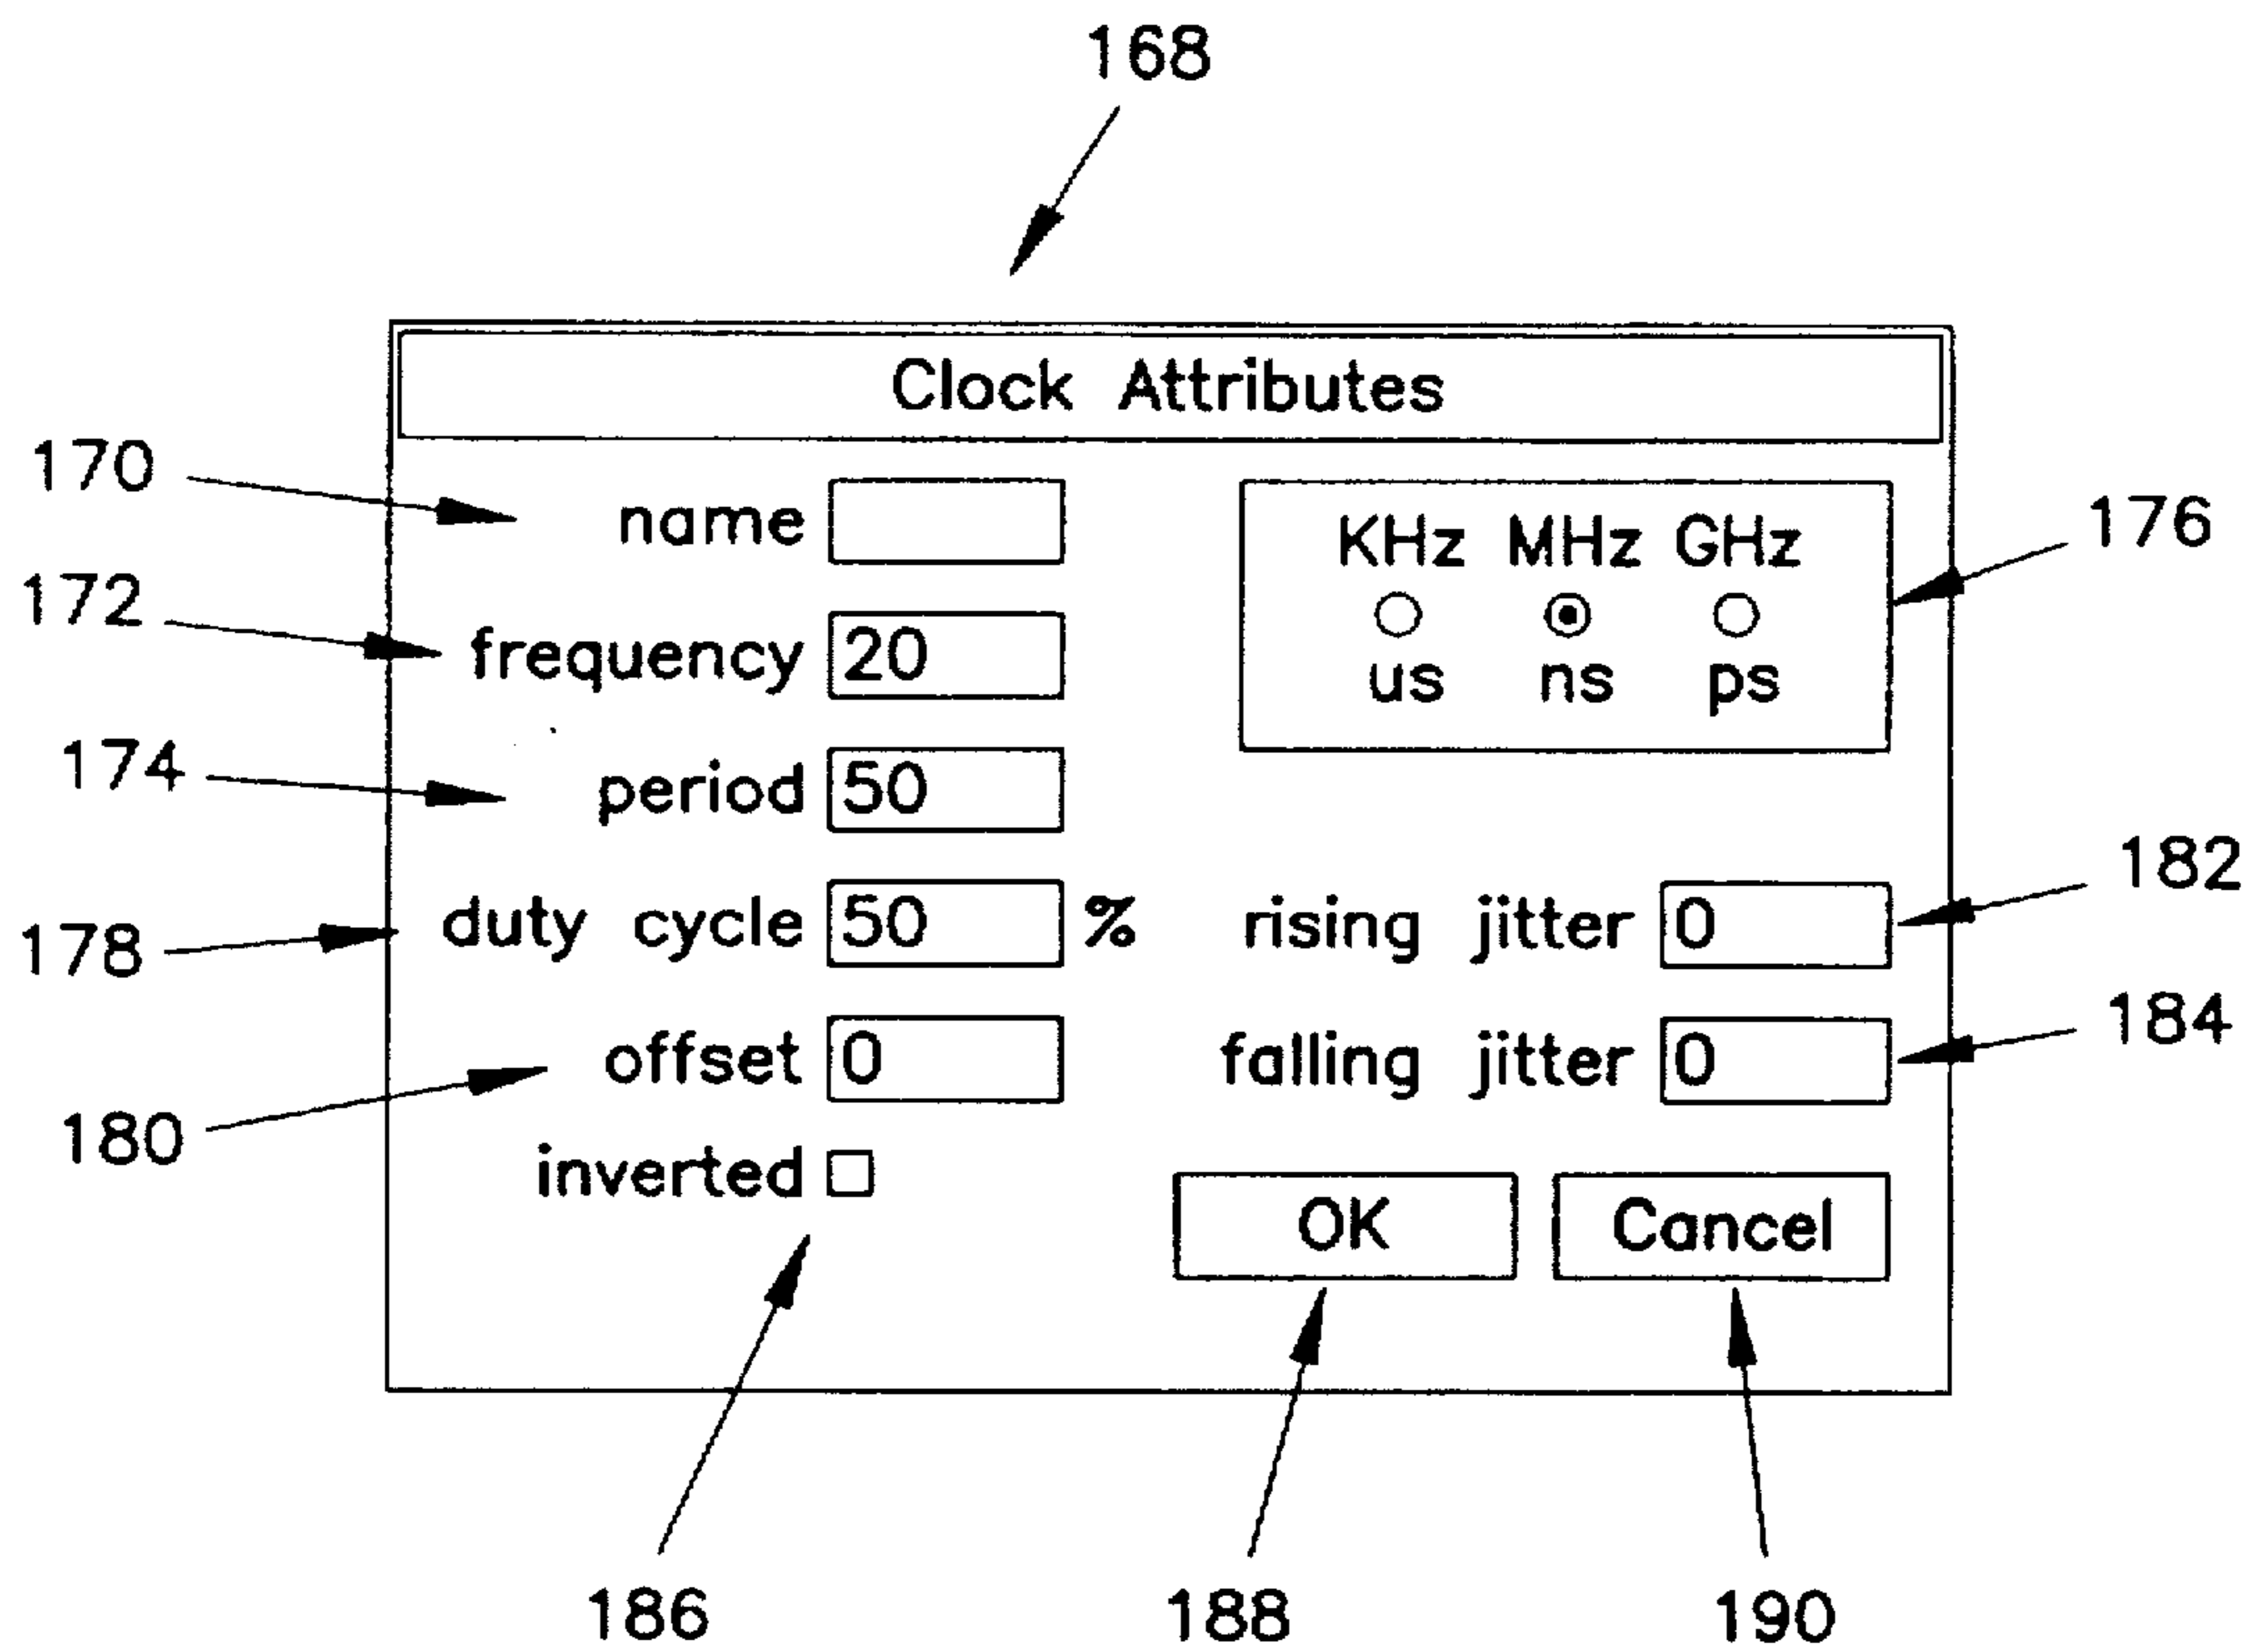 168
Clock Attributes
170
name
KHz MHz GHz
176
172
frequency 20
us ns ps
174
period 50
182
178
duty cycle 50 %
rising jitter 0
184
offset 0
falling jitter 0
180
inverted
OK
Cancel
186
188
190